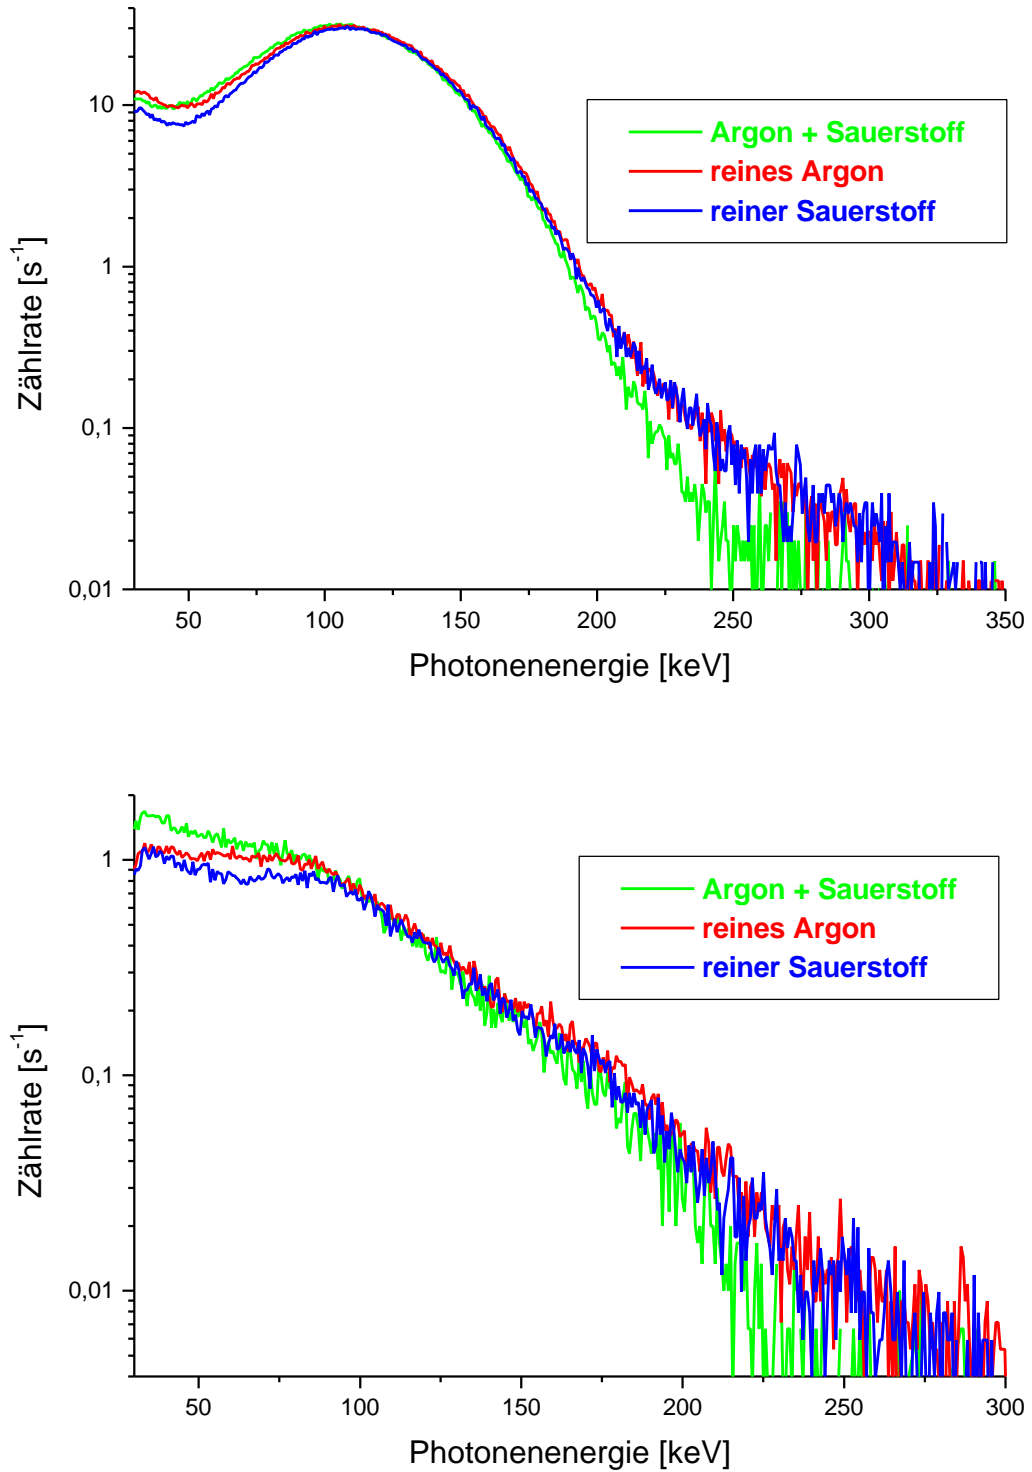 10
1
0,1
0,01
Zählrate [s⁻¹]
Argon + Sauerstoff
reines Argon
reiner Sauerstoff
50 100 150 200 250 300 350
Photonenenergie [keV]
1
0,1
0,01
Zählrate [s⁻¹]
Argon + Sauerstoff
reines Argon
reiner Sauerstoff
50 100 150 200 250 300
Photonenenergie [keV]